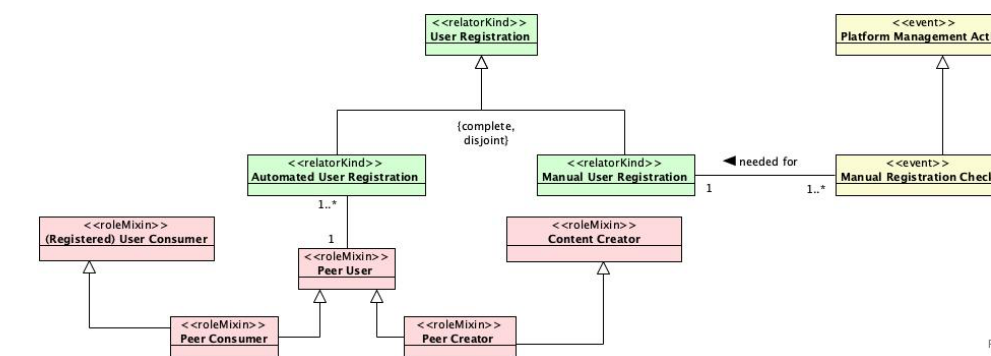 <<relatorKind>>
User Registration
<<event>>
Platform Management Act
{complete,
disjoint}
<<relatorKind>>
Automated User Registration
<<relatorKind>>
Manual User Registration
needed for
1
1..*
<<event>>
Manual Registration Check
1..*
1
<<roleMixin>>
(Registered) User Consumer
<<roleMixin>>
Peer User
<<roleMixin>>
Content Creator
<<roleMixin>>
Peer Consumer
<<roleMixin>>
Peer Creator